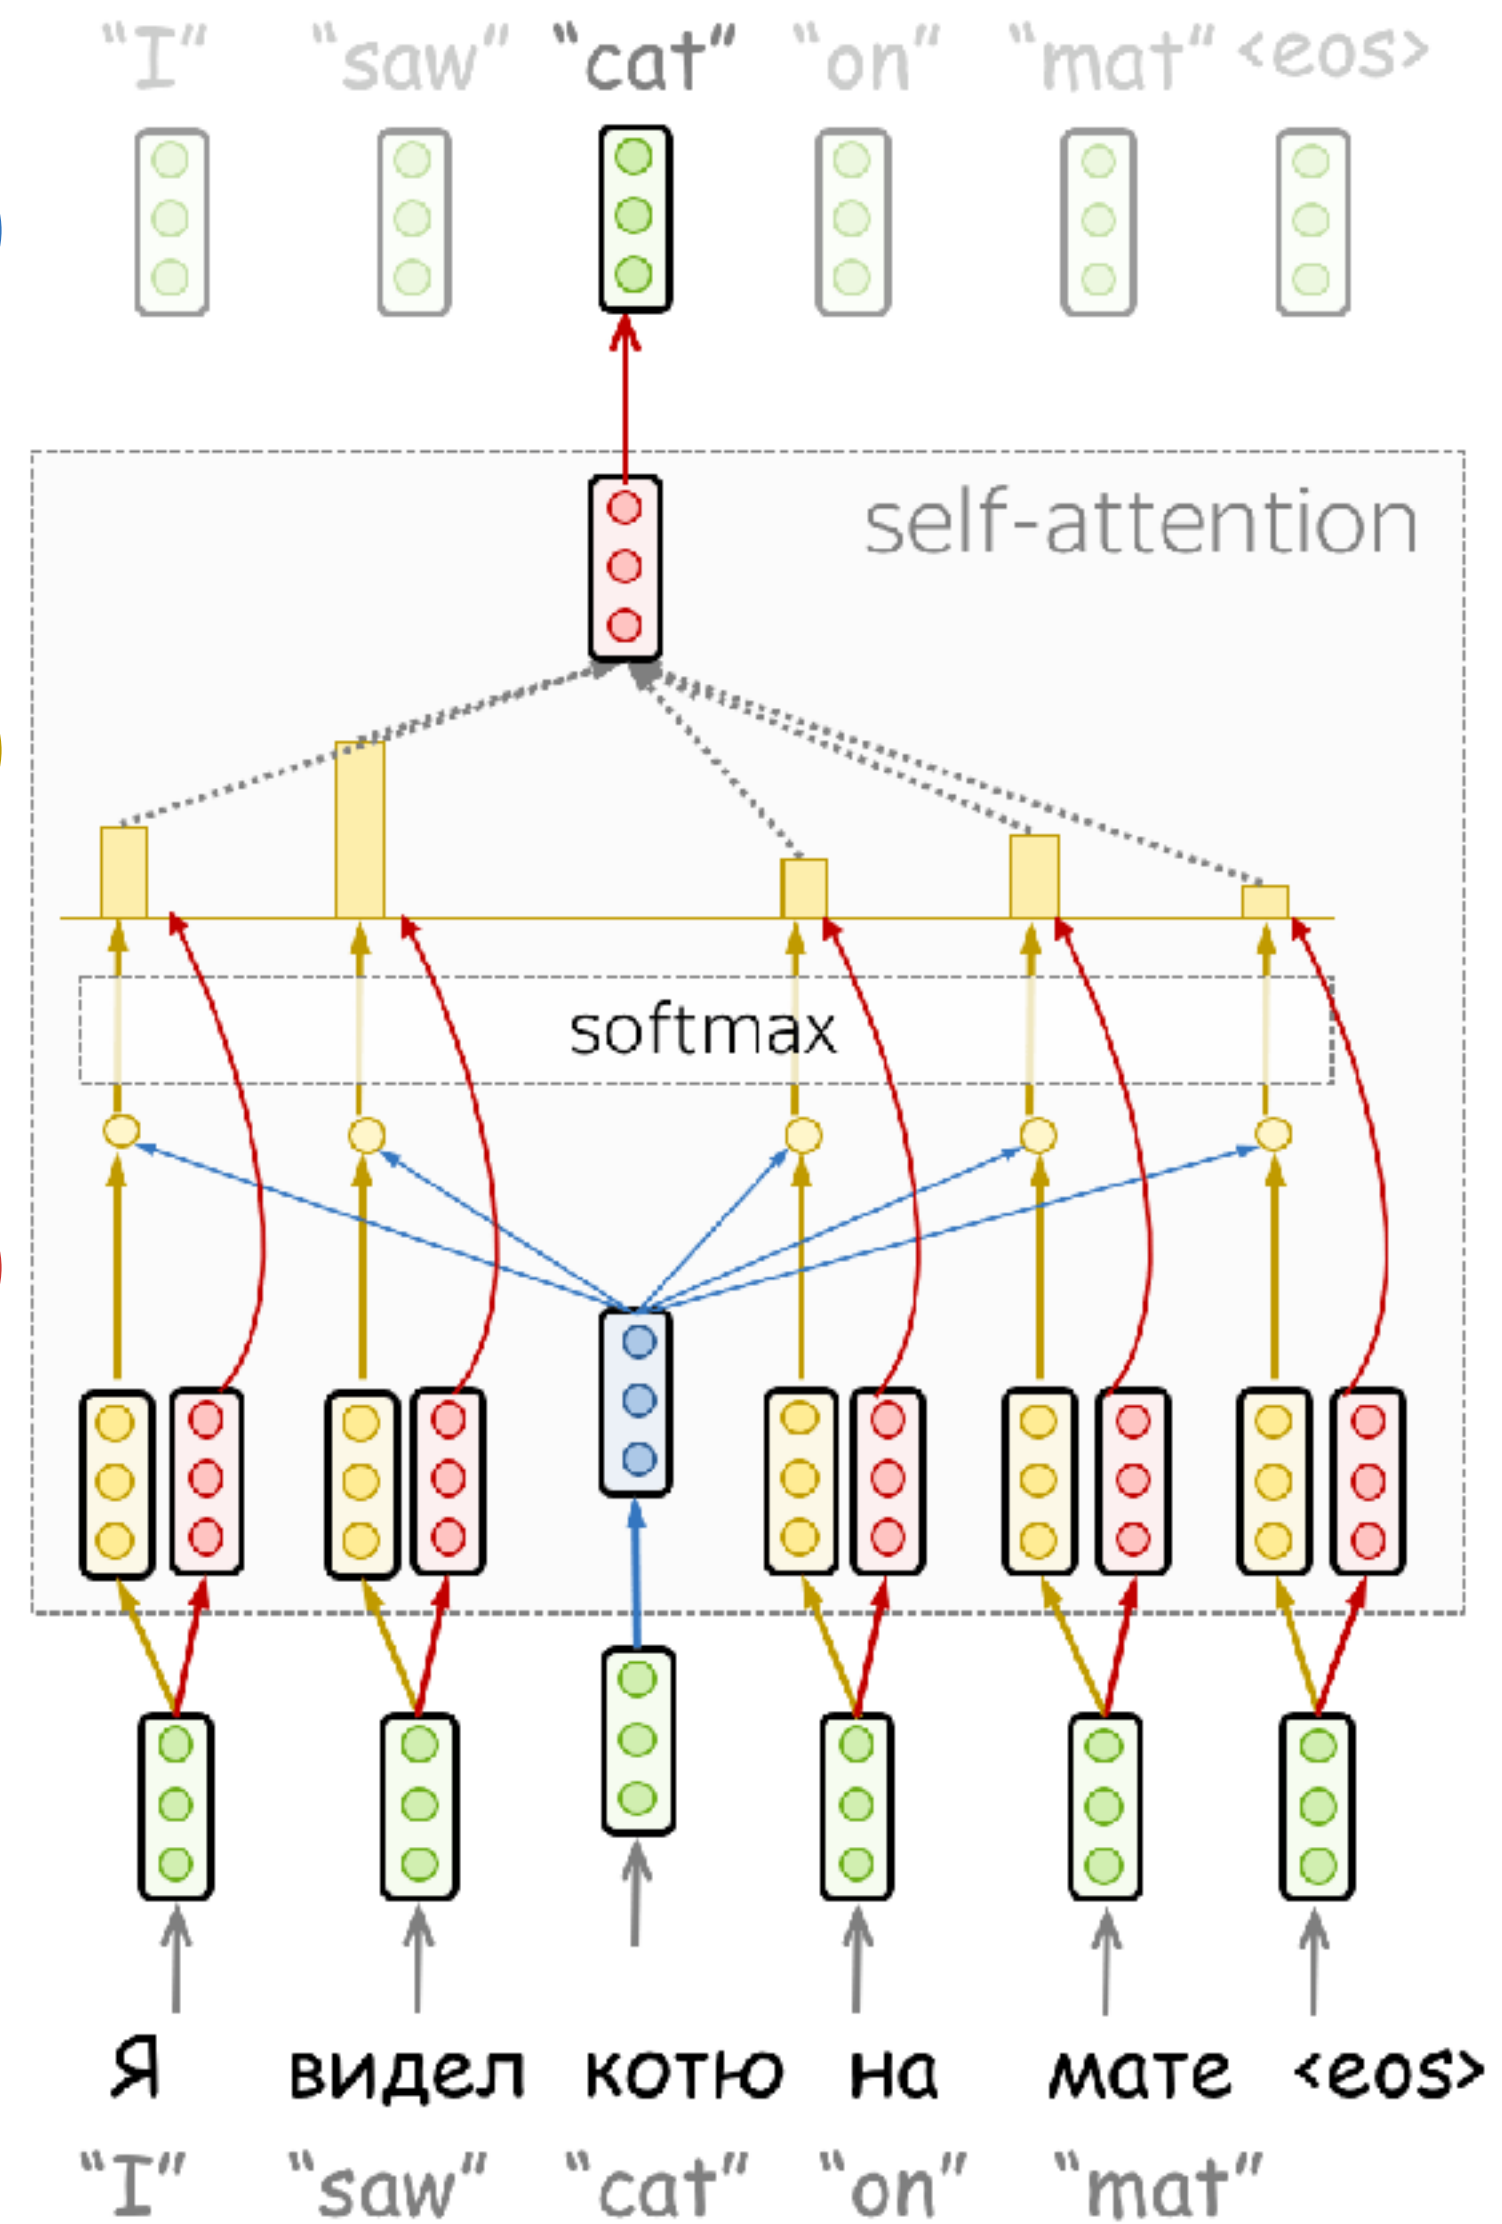 “I” “saw” “cat” “on” “mat” <eos>
self-attention
softmax
Я видел котю на мате <eos>
“I” “saw” “cat” “on” “mat”